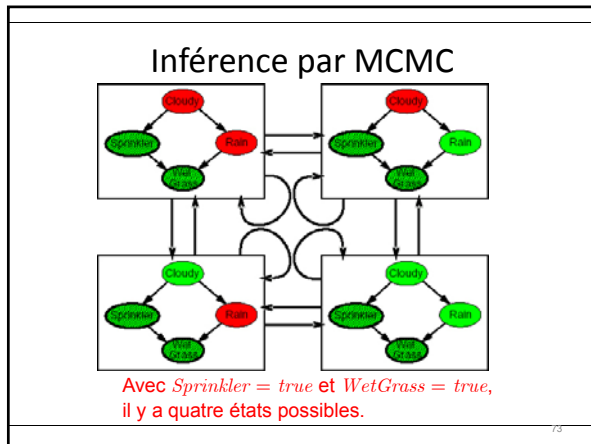 Inférence par MCMC
Cloudy
Sprinkler
Rain
Wet
Grass
Cloudy
Sprinkler
Rain
Wet
Grass
Cloudy
Sprinkler
Rain
Wet
Grass
Cloudy
Sprinkler
Rain
Wet
Grass
Avec Sprinkler = true et WetGrass = true,
il y a quatre états possibles.
73